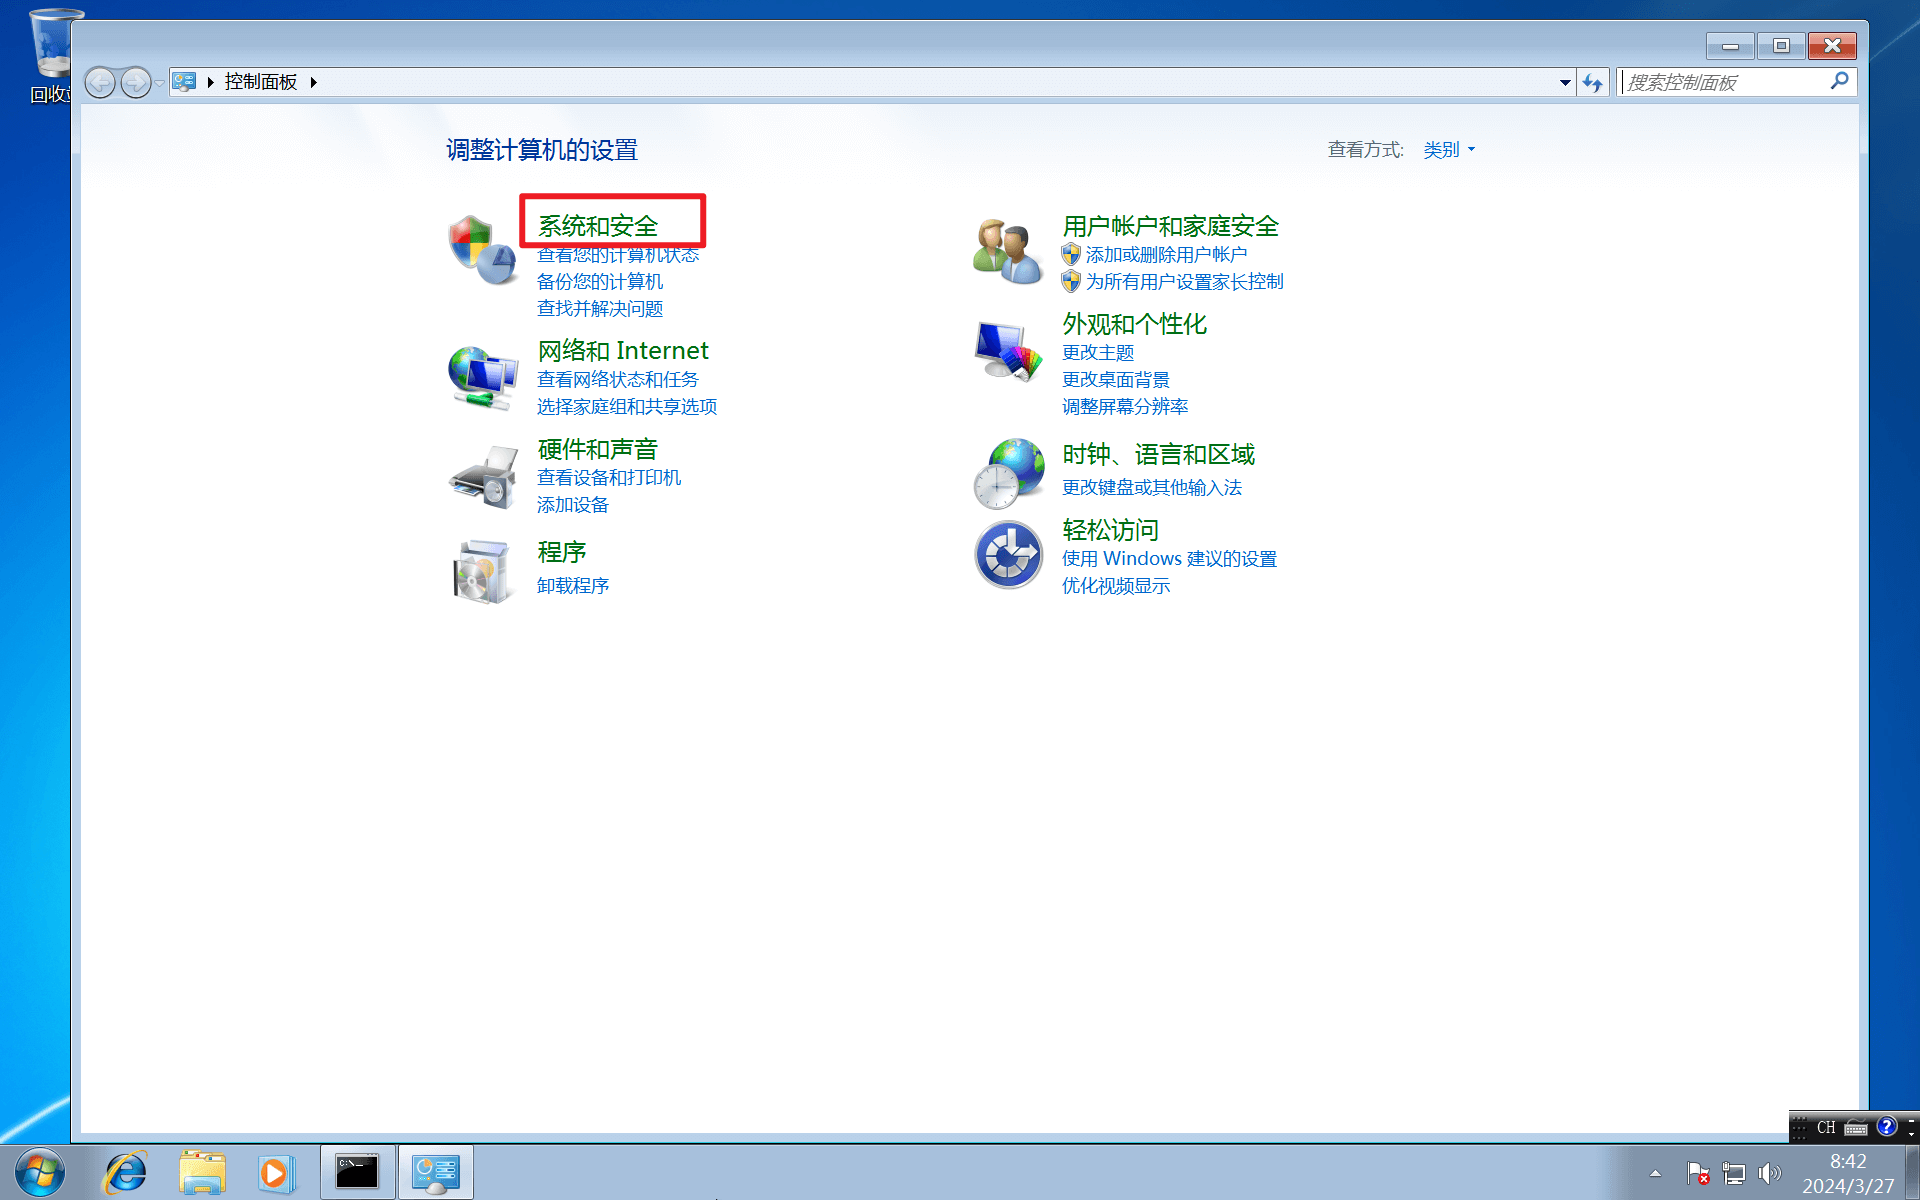 回收
控制面板
搜索控制面板
调整计算机的设置
查看方式: 类别
系统和安全
查看您的计算机状态
备份您的计算机
查找并解决问题
网络和 Internet
查看网络状态和任务
选择家庭组和共享选项
硬件和声音
查看设备和打印机
添加设备
程序
卸载程序
用户帐户和家庭安全
添加或删除用户帐户
为所有用户设置家长控制
外观和个性化
更改主题
更改桌面背景
调整屏幕分辨率
时钟、语言和区域
更改键盘或其他输入法
轻松访问
使用 Windows 建议的设置
优化视频显示
CH
C:\_
8:42
2024/3/27